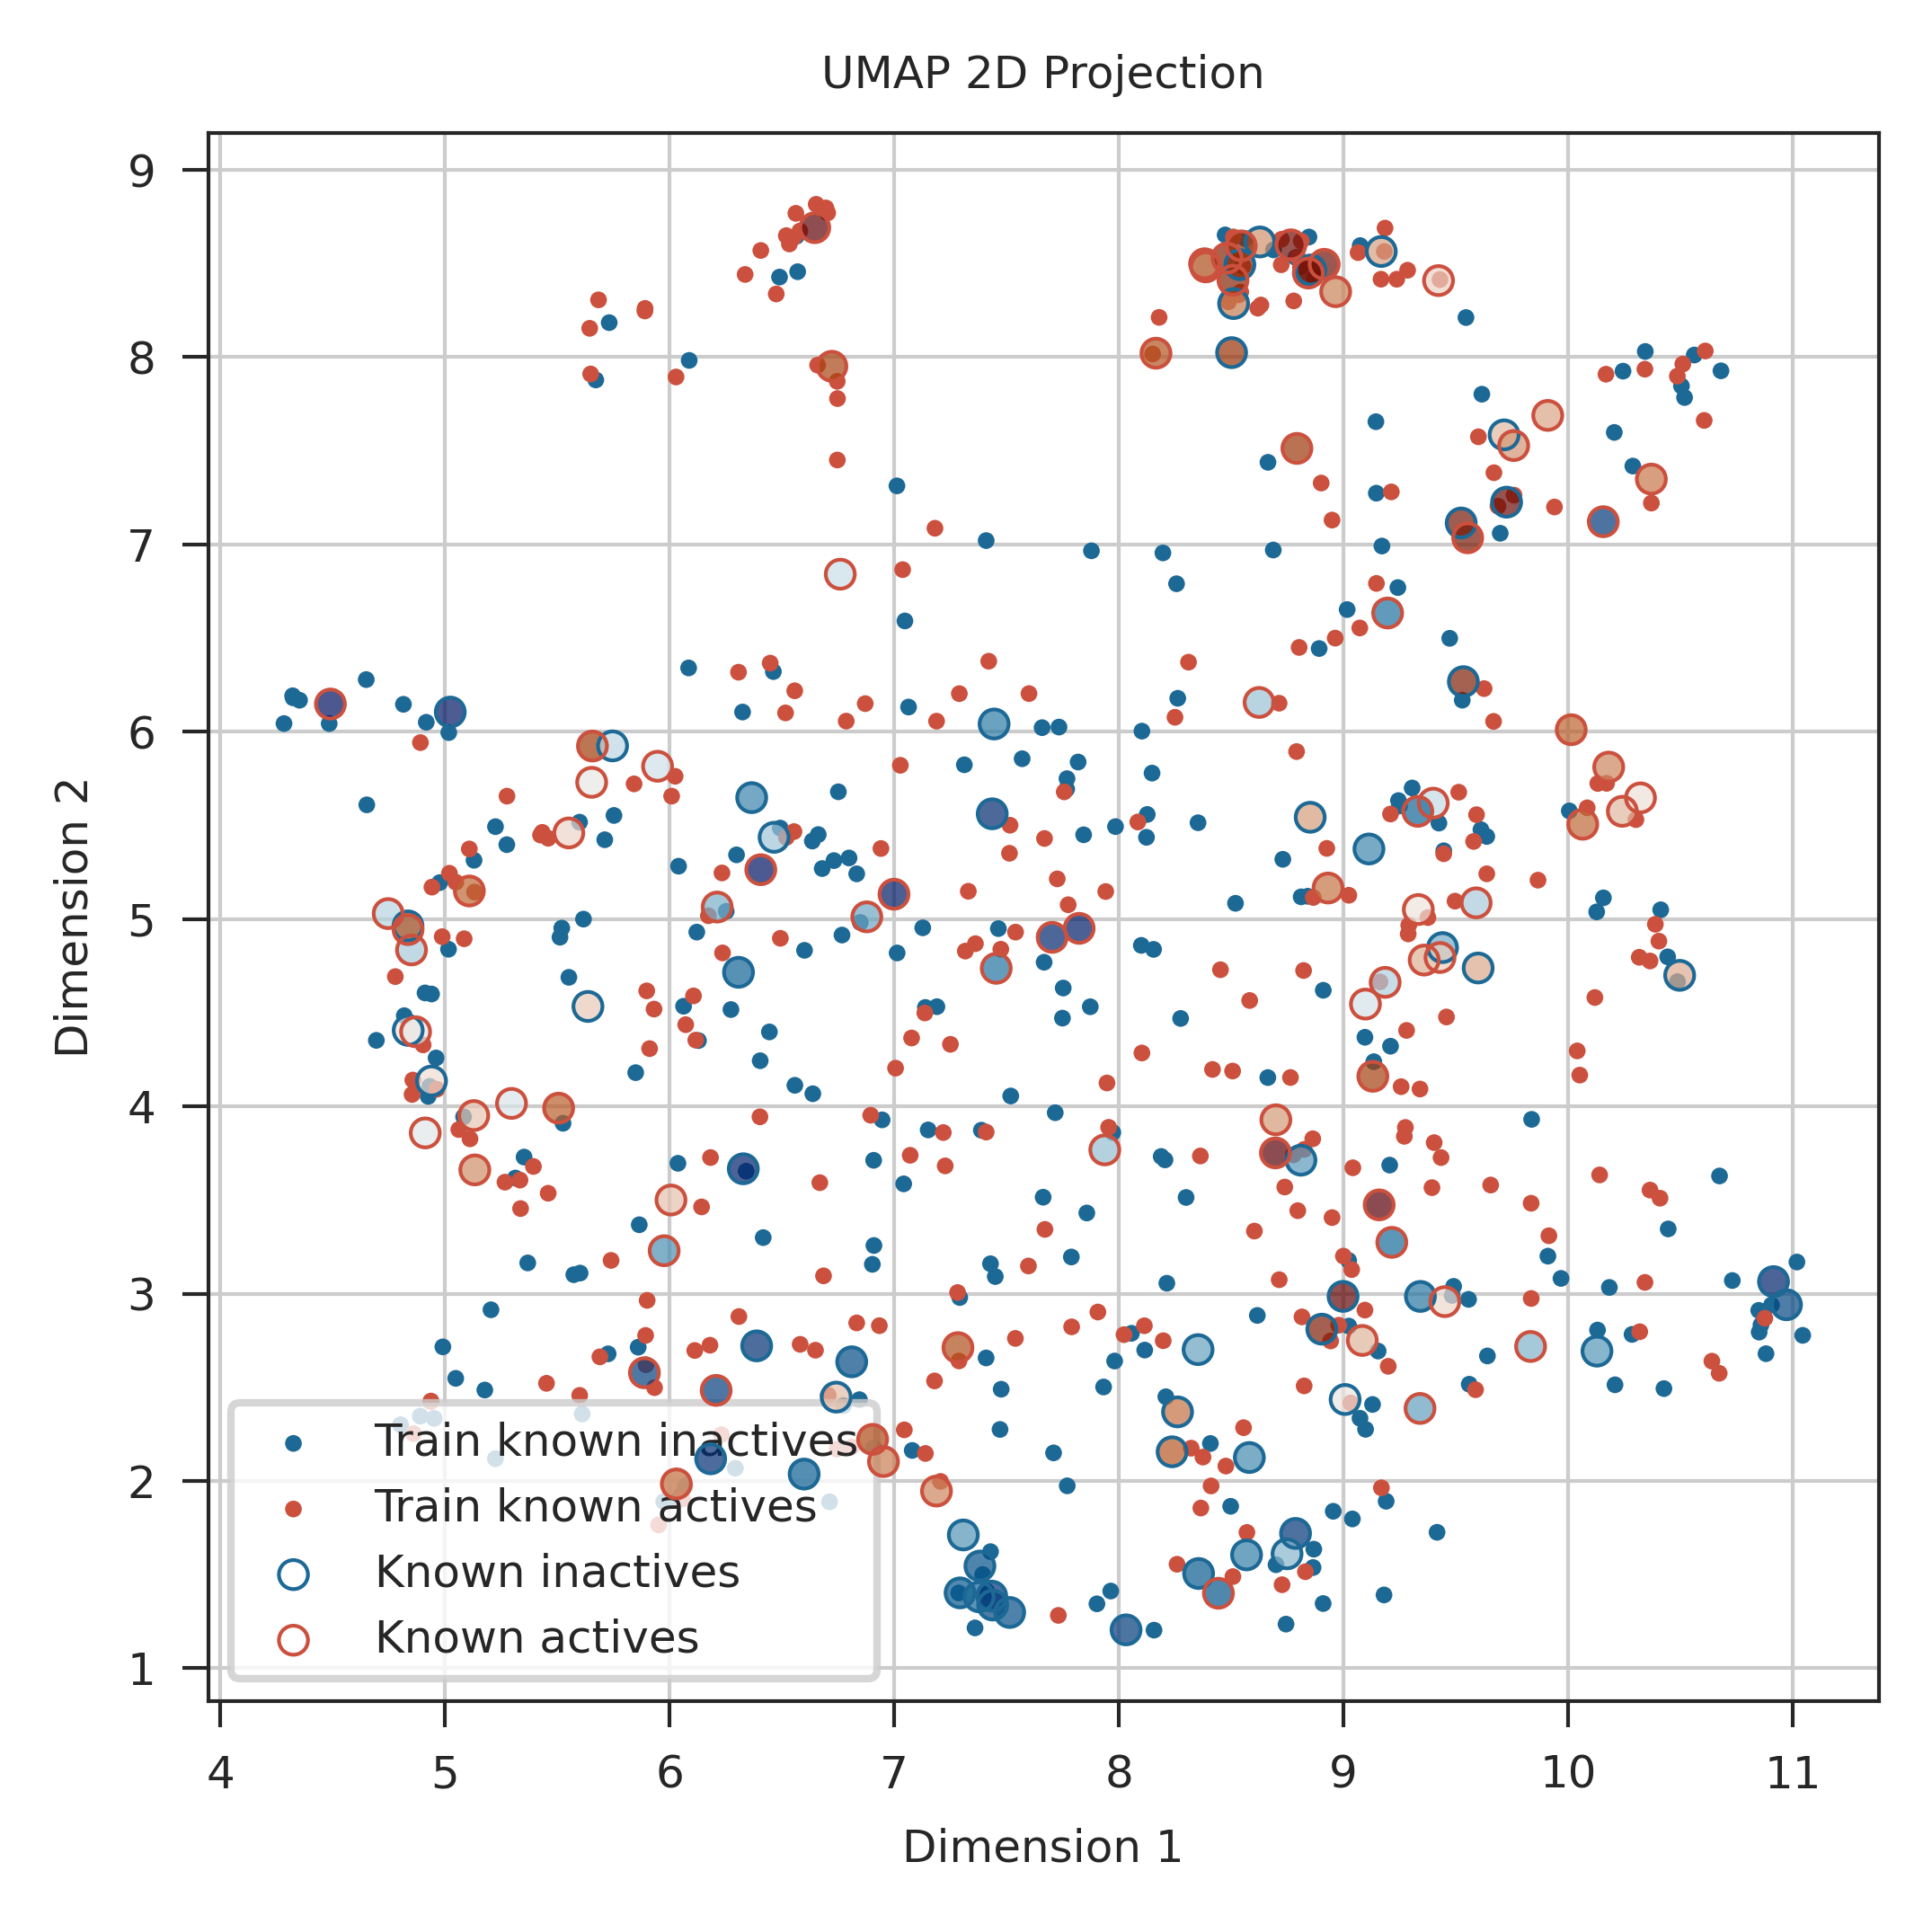 UMAP 2D Projection
9
8
7
6
5
4
3
2
1
Dimension 2
Train known inactives
Train known actives
Known inactives
Known actives
4 5 6 7 8 9 10 11
Dimension 1